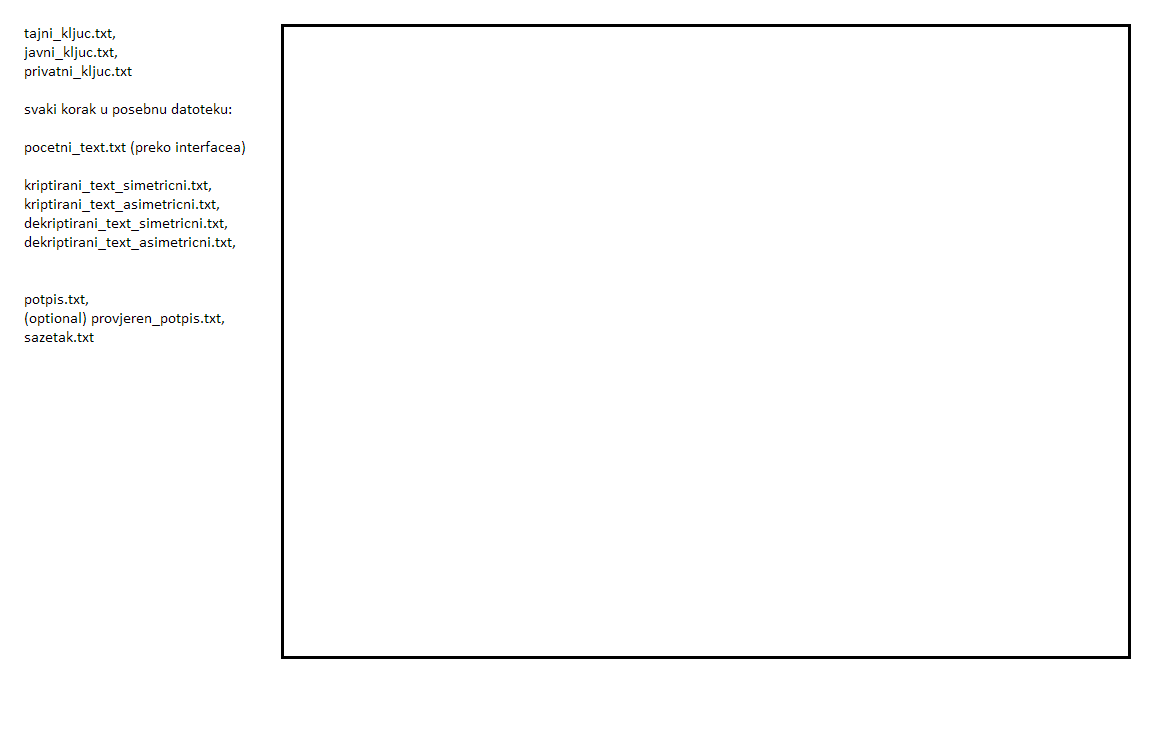 tajni_kljuc.txt,
javni_kljuc.txt,
privatni_kljuc.txt
svaki korak u posebnu datoteku:
pocetni_text.txt (preko interfacea)
kriptirani_text_simetricni.txt,
kriptirani_text_asimetricni.txt,
dekriptirani_text_simetricni.txt,
dekriptirani_text_asimetricni.txt,
potpis.txt,
(optional) provjeren_potpis.txt,
sazetak.txt